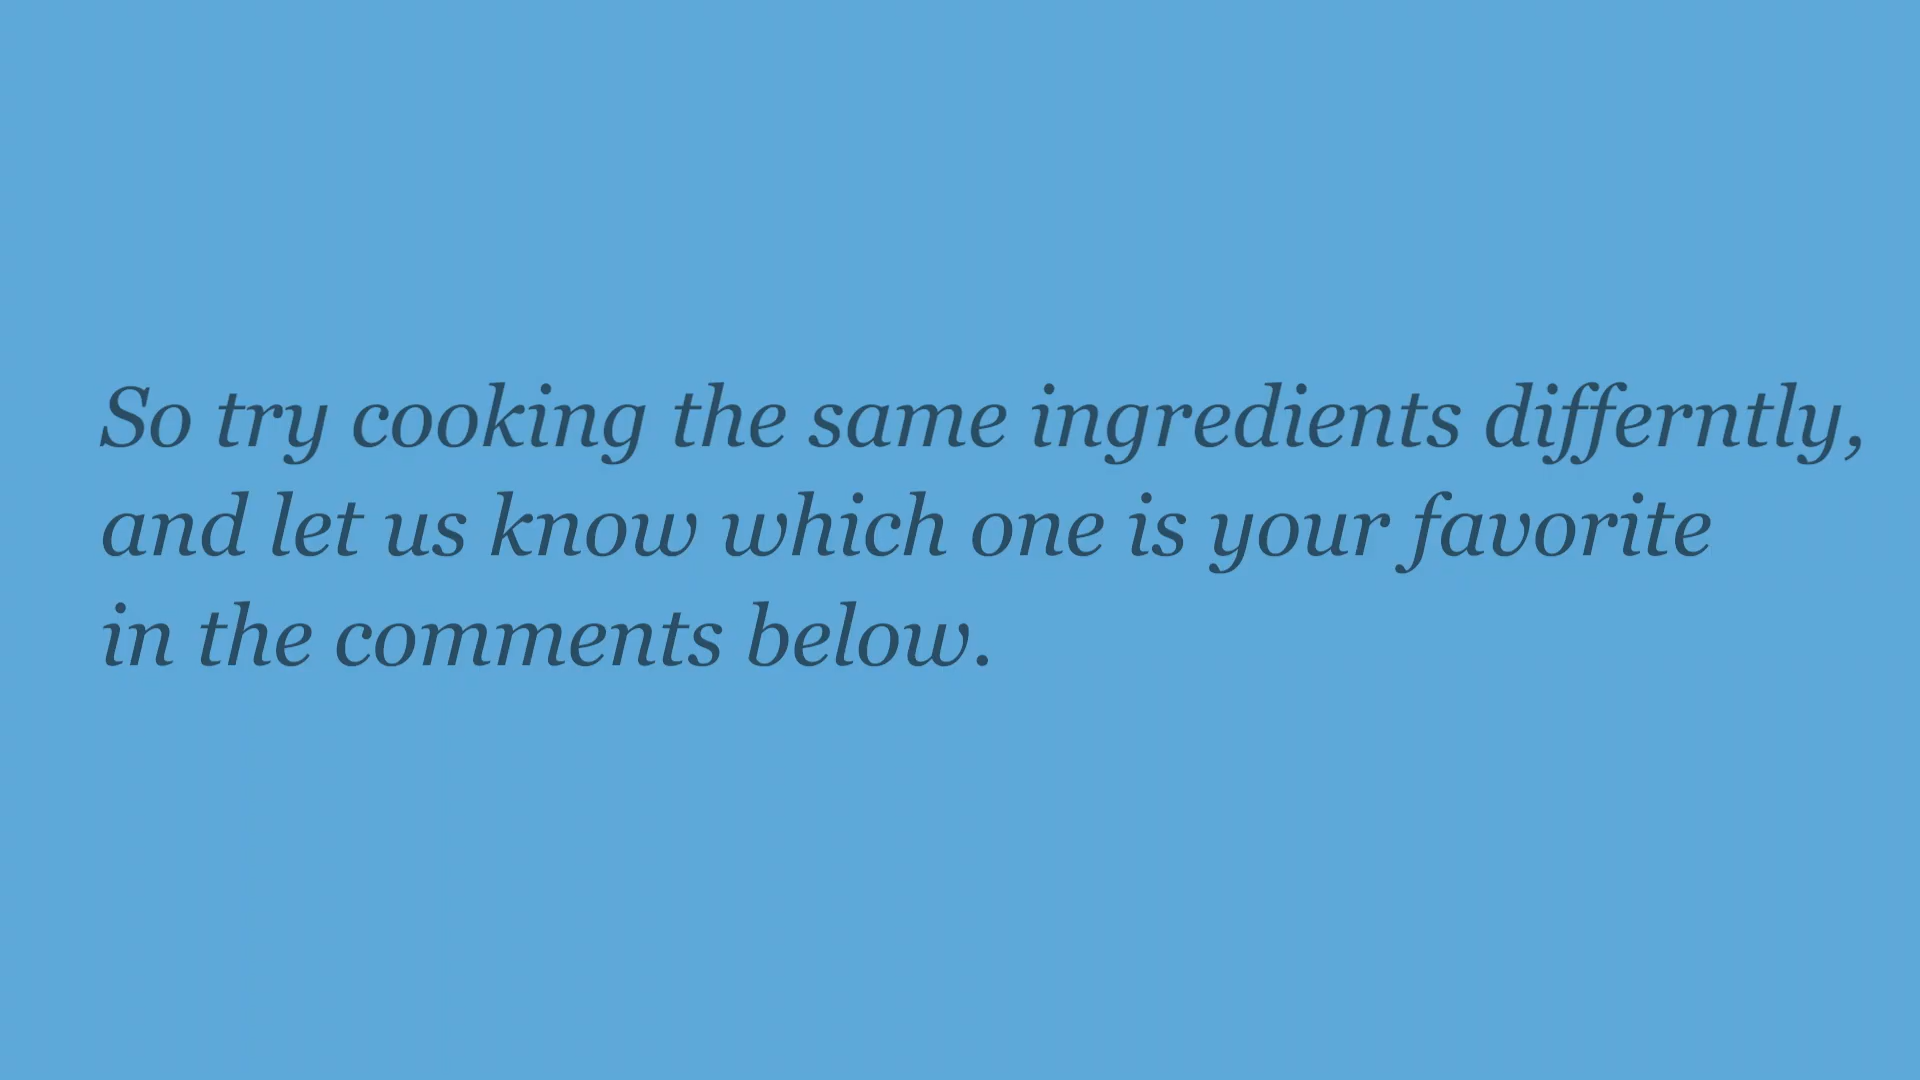 So try cooking the same ingredients differntly,
and let us know which one is your favorite
in the comments below.